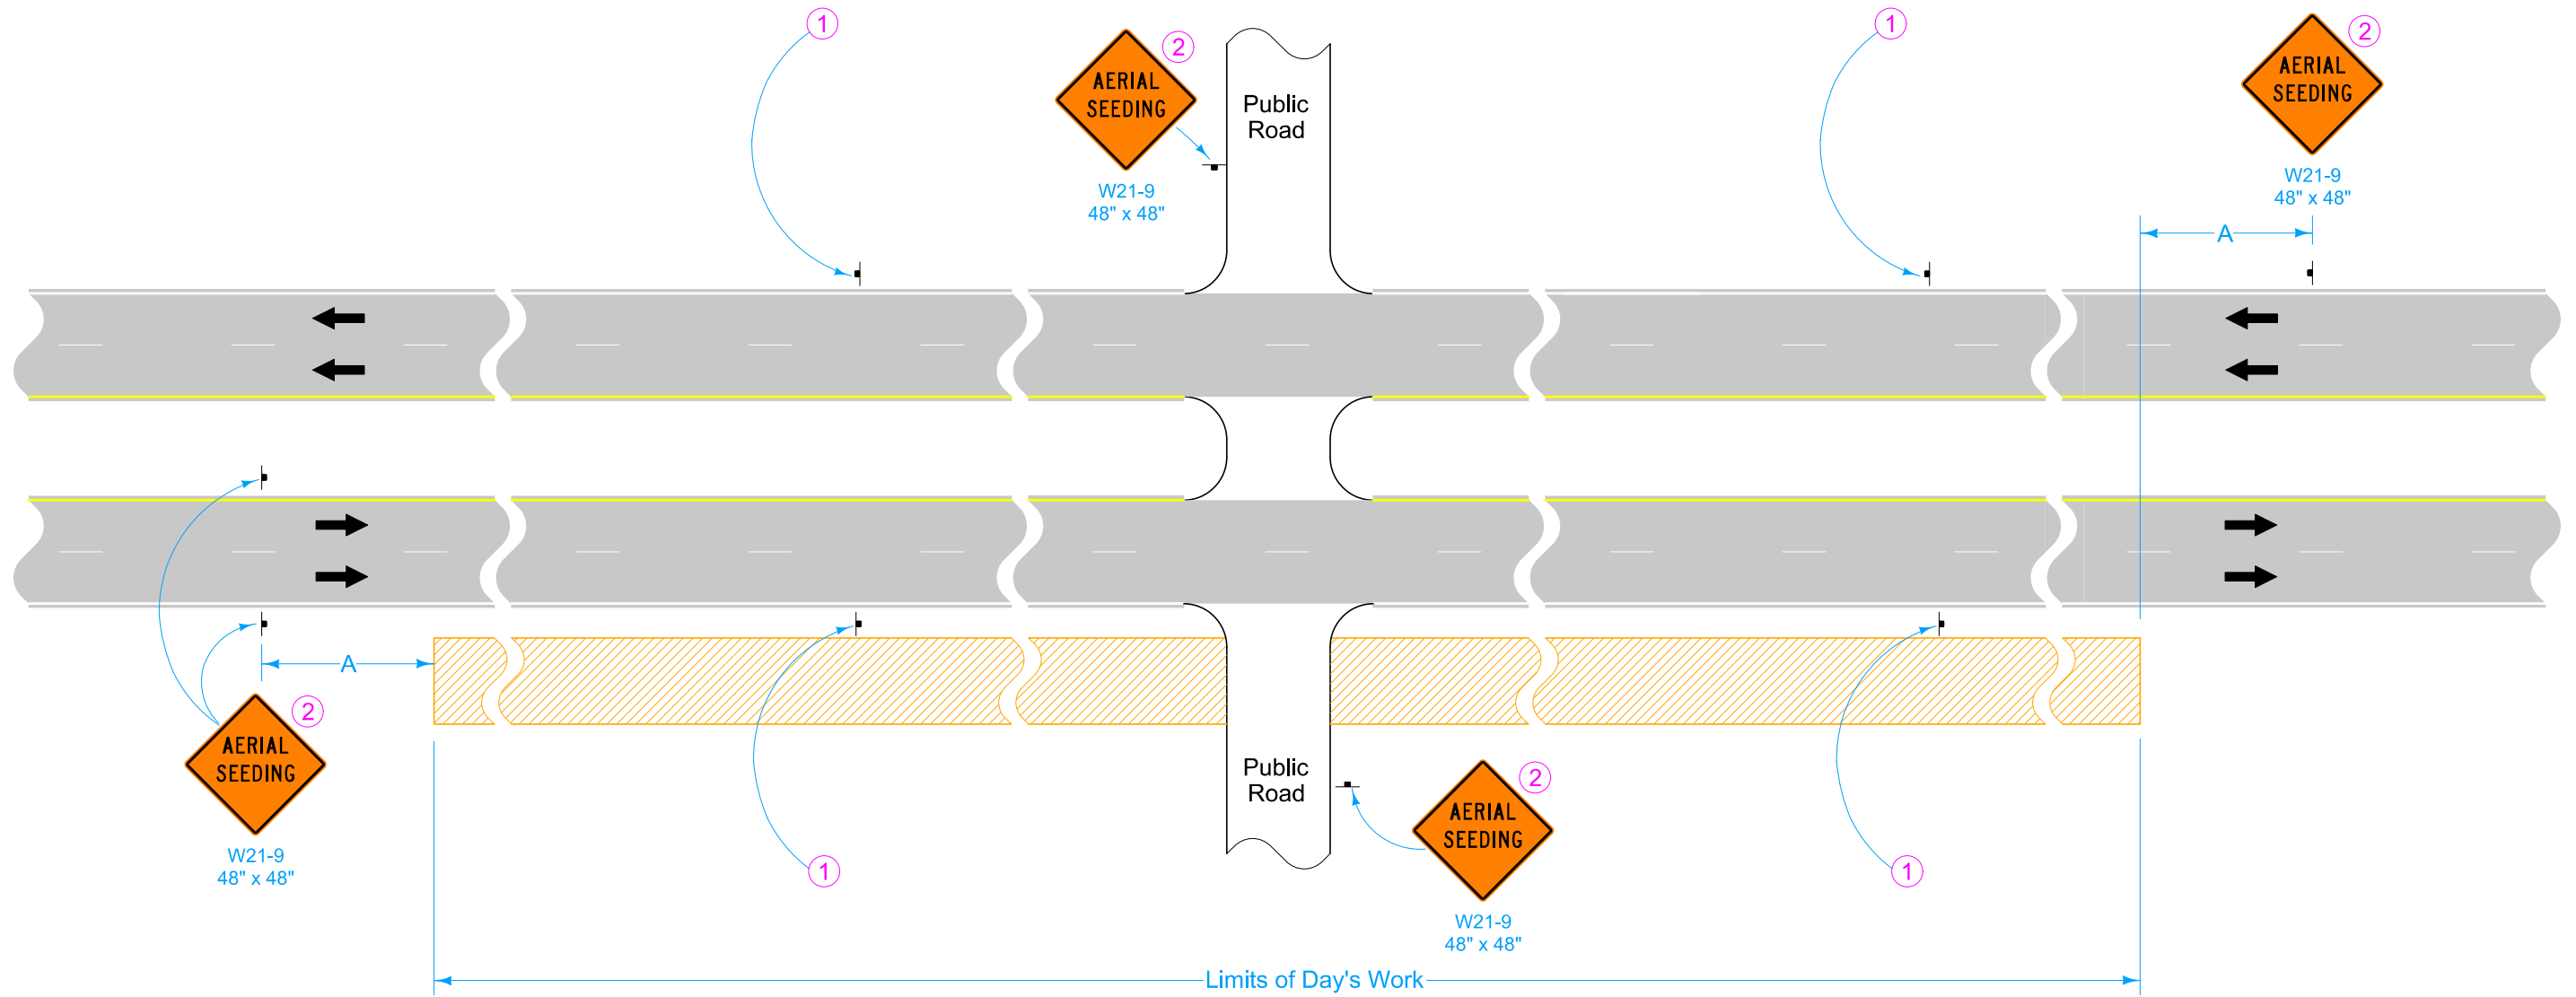 1
2
AERIAL
SEEDING
W21-9
48" x 48"
Public
Road
1
2
AERIAL
SEEDING
W21-9
48" x 48"
A
A
2
AERIAL
SEEDING
W21-9
48" x 48"
1
Public
Road
2
AERIAL
SEEDING
W21-9
48" x 48"
1
Limits of Day's Work